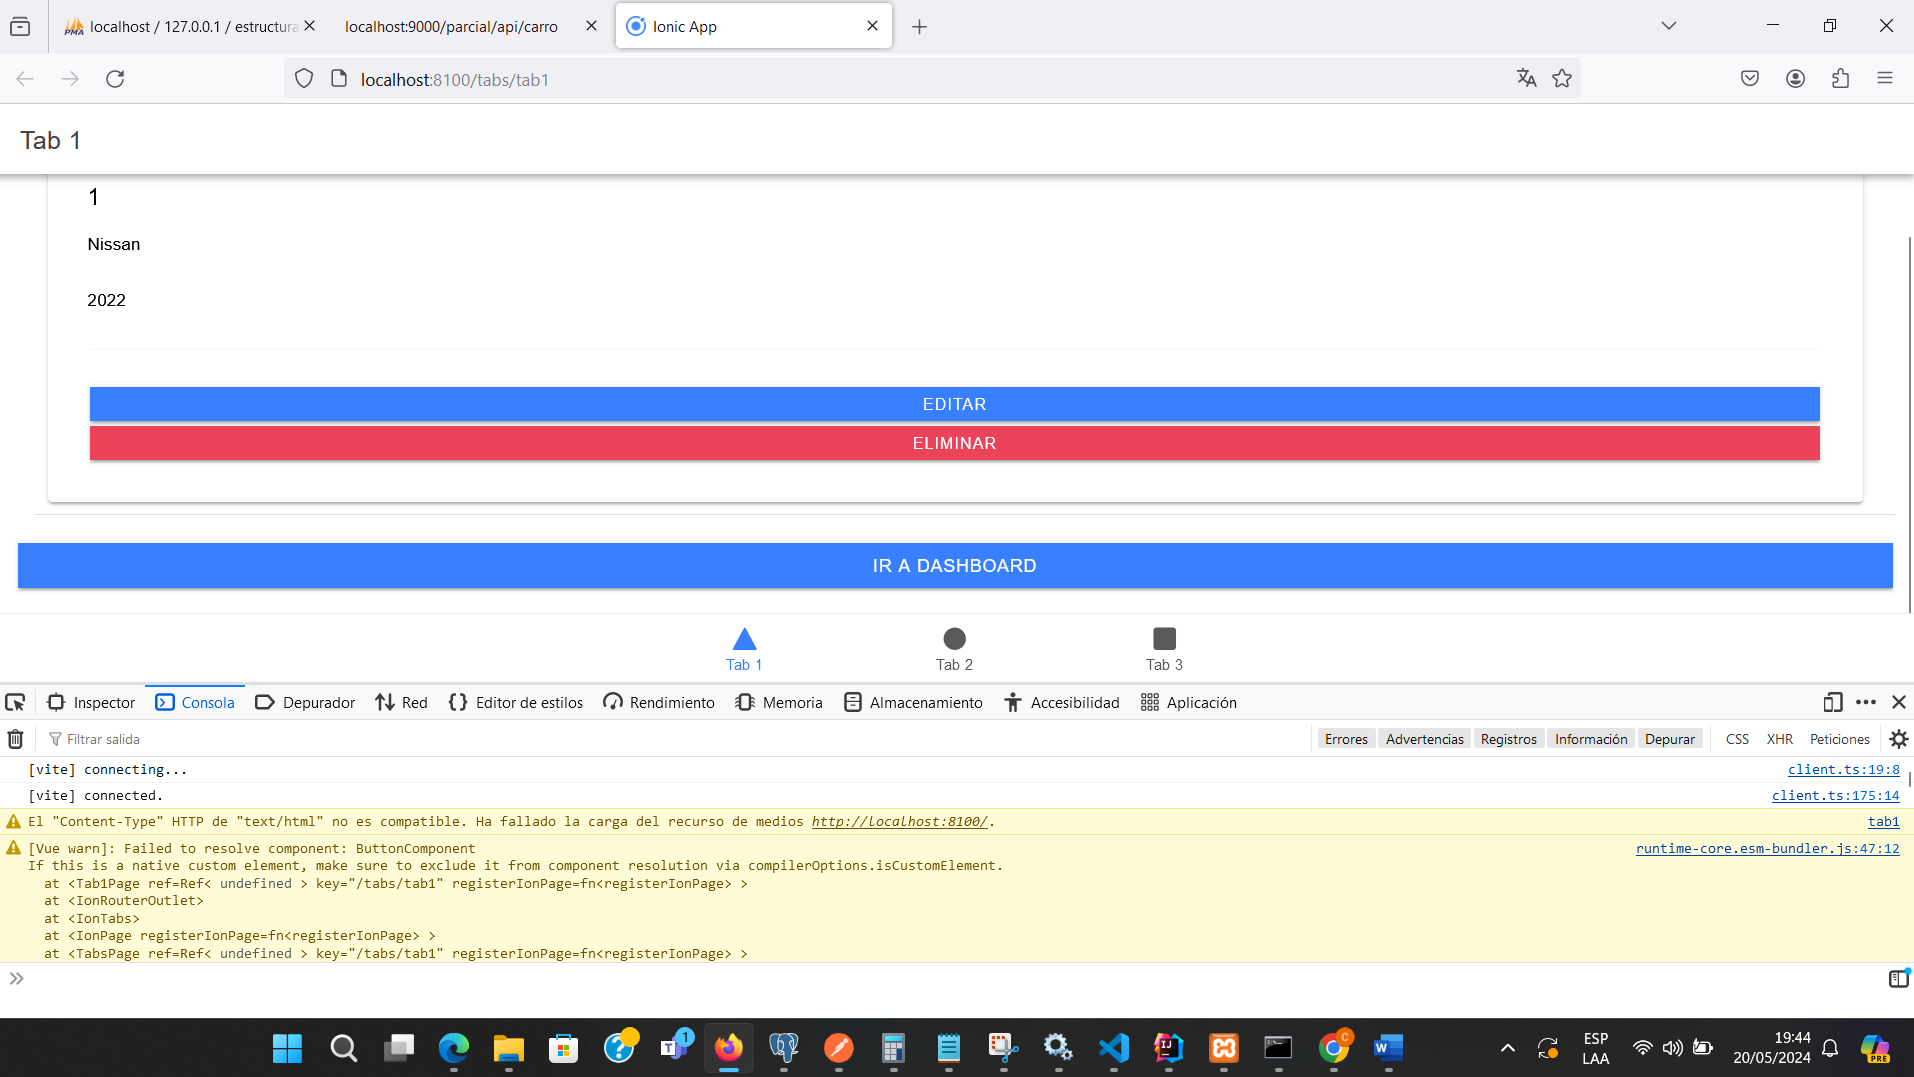 localhost / 127.0.0.1 / estructura
localhost:9000/parcial/api/carro
Ionic App
localhost:8100/tabs/tab1
Tab 1
1
Nissan
2022
EDITAR
ELIMINAR
IR A DASHBOARD
Tab 1
Tab 2
Tab 3
Inspector
Consola
Depurador
Red
Editor de estilos
Rendimiento
Memoria
Almacenamiento
Accesibilidad
Aplicación
Filtrar salida
Errores
Advertencias
Registros
Información
Depurar
CSS
XHR
Peticiones
[vite] connecting... client.ts:19:8
[vite] connected. client.ts:175:14
El "Content-Type" HTTP de "text/html" no es compatible. Ha fallado la carga del recurso de medios http://localhost:8100/. tab1
[Vue warn]: Failed to resolve component: ButtonComponent runtime-core.esm-bundler.js:47:12
If this is a native custom element, make sure to exclude it from component resolution via compilerOptions.isCustomElement.
at <Tab1Page ref=Ref< undefined > key="/tabs/tab1" registerIonPage=fn<registerIonPage> >
at <IonRouterOutlet>
at <IonTabs>
at <IonPage registerIonPage=fn<registerIonPage> >
at <TabsPage ref=Ref< undefined > key="/tabs/tab1" registerIonPage=fn<registerIonPage> >
1
ESP
LAA
19:44
20/05/2024
PRE